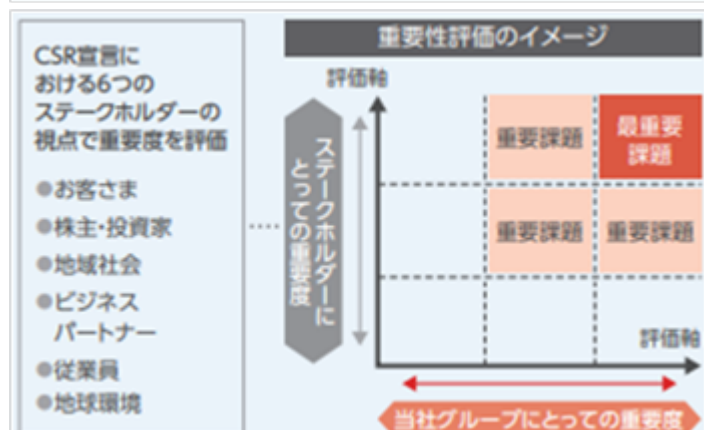 CSR宣言に
おける6つの
ステークホルダーの
視点で重要度を評価
●お客さま
●株主・投資家
●地域社会
●ビジネス
パートナー
●従業員
●地球環境
重要性評価のイメージ
評価軸
ステークホルダーに
とっての重要度
重要課題
最重要
課題
重要課題
重要課題
評価軸
当社グループにとっての重要度